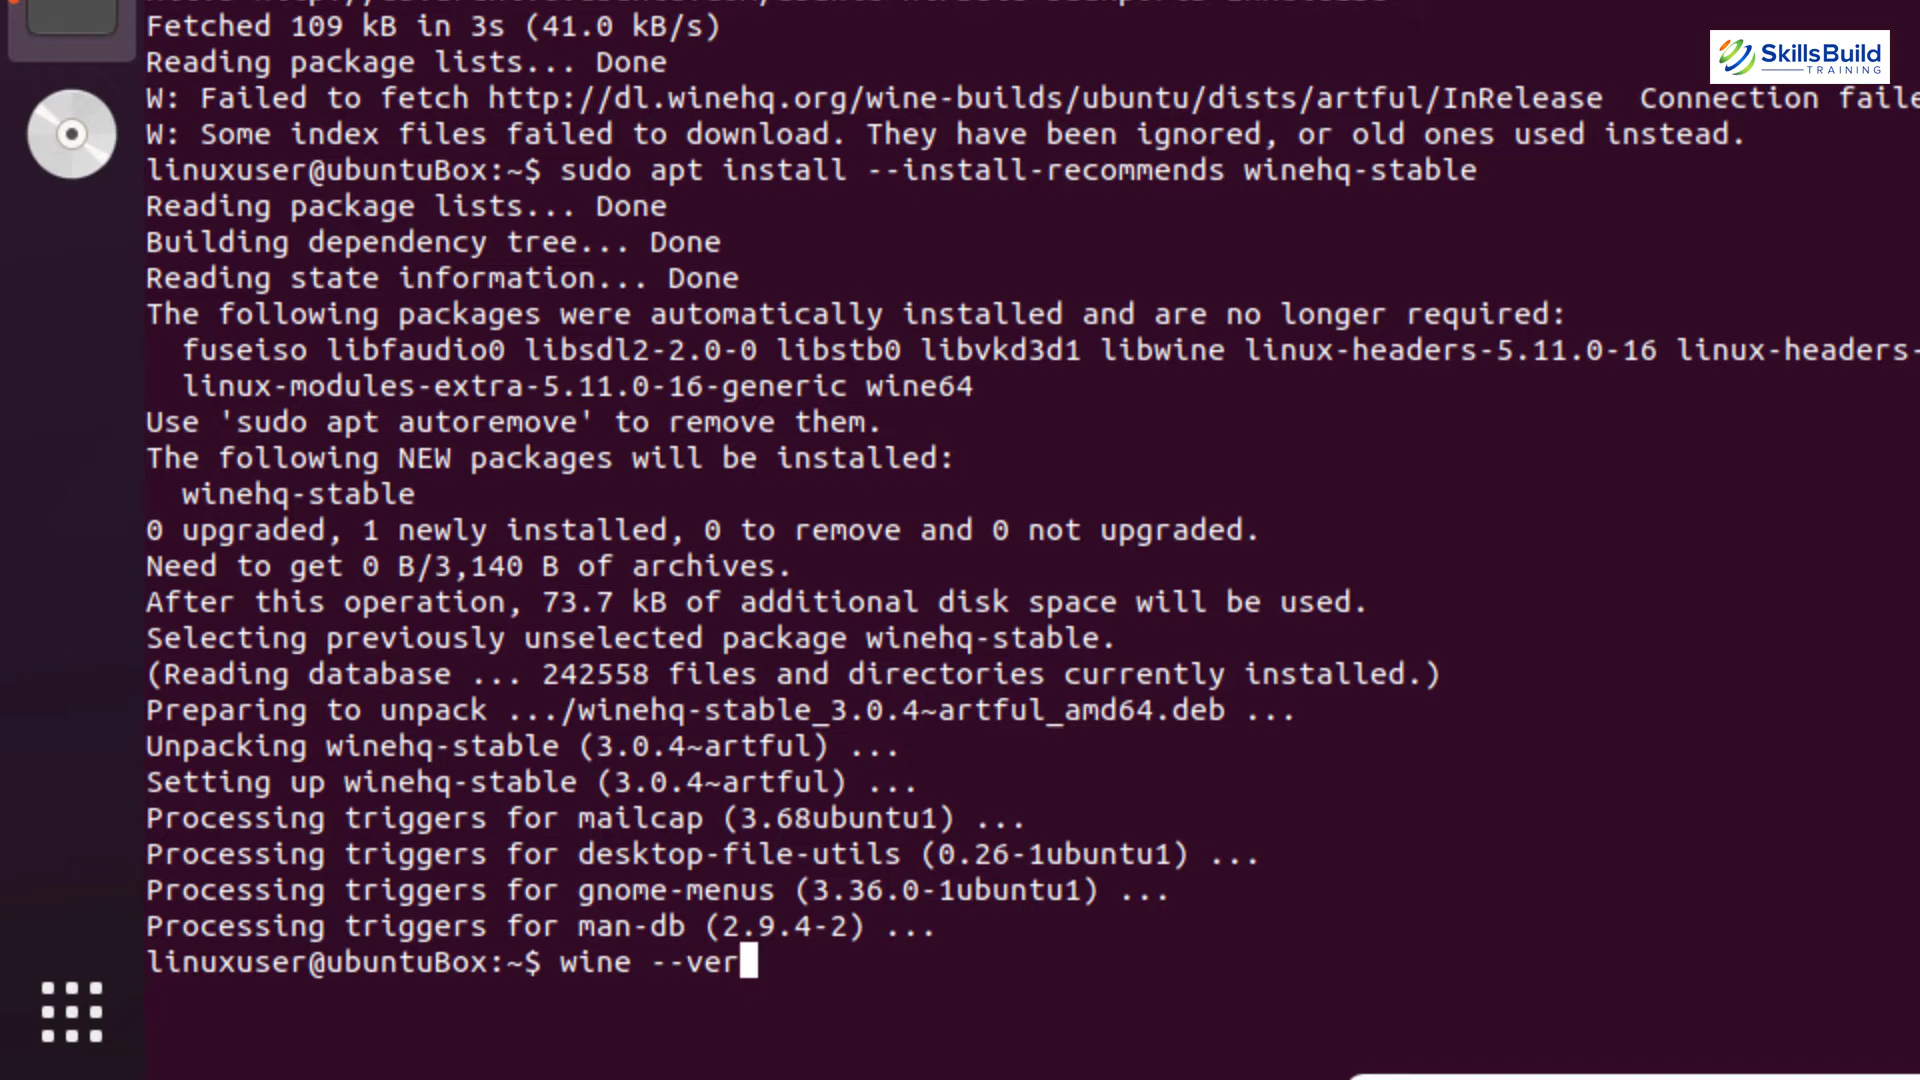 Fetched 109 kB in 3s (41.0 kB/s)
Reading package lists... Done
W: Failed to fetch http://dl.winehq.org/wine-builds/ubuntu/dists/artful/InRelease  Connection faile
W: Some index files failed to download. They have been ignored, or old ones used instead.
linuxuser@ubuntuBox:~$ sudo apt install --install-recommends winehq-stable
Reading package lists... Done
Building dependency tree... Done
Reading state information... Done
The following packages were automatically installed and are no longer required:
  fuseiso libfaudio0 libsdl2-2.0-0 libstb0 libvkd3d1 libwine linux-headers-5.11.0-16 linux-headers-
  linux-modules-extra-5.11.0-16-generic wine64
Use 'sudo apt autoremove' to remove them.
The following NEW packages will be installed:
  winehq-stable
0 upgraded, 1 newly installed, 0 to remove and 0 not upgraded.
Need to get 0 B/3,140 B of archives.
After this operation, 73.7 kB of additional disk space will be used.
Selecting previously unselected package winehq-stable.
(Reading database ... 242558 files and directories currently installed.)
Preparing to unpack .../winehq-stable_3.0.4~artful_amd64.deb ...
Unpacking winehq-stable (3.0.4~artful) ...
Setting up winehq-stable (3.0.4~artful) ...
Processing triggers for mailcap (3.68ubuntu1) ...
Processing triggers for desktop-file-utils (0.26-1ubuntu1) ...
Processing triggers for gnome-menus (3.36.0-1ubuntu1) ...
Processing triggers for man-db (2.9.4-2) ...
linuxuser@ubuntuBox:~$ wine --ver
SkillsBuild
TRAINING